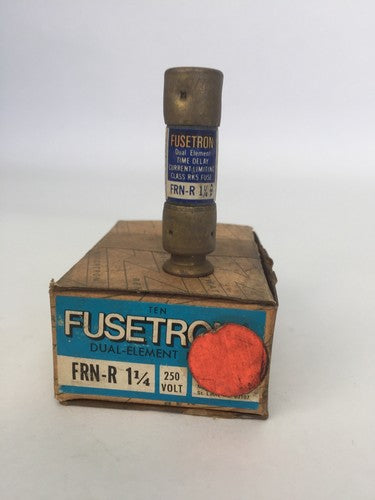 FUSETRON
Dual Element
TIME DELAY
CURRENT LIMITING
CLASS RK5 FUSE
FRN-R 1¼
TEN
FUSETRON
DUAL-ELEMENT
FRN-R 1¼
250
VOLT